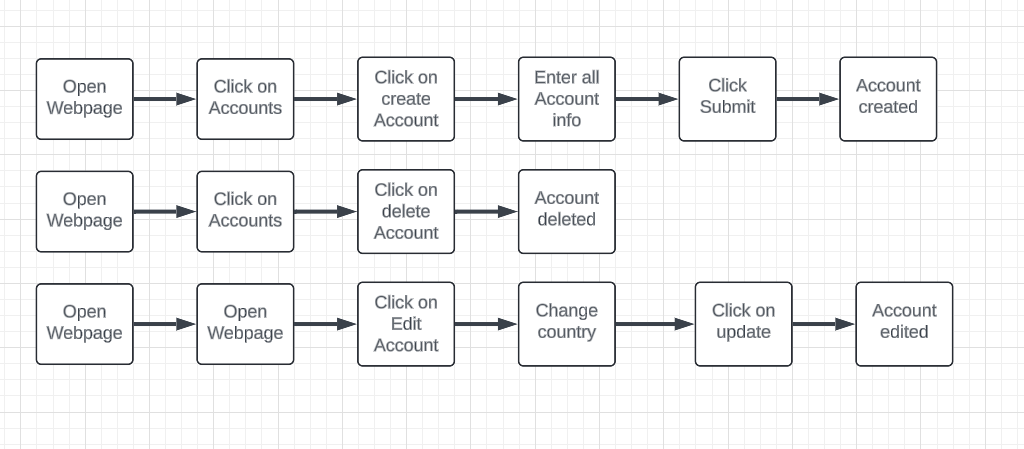 Open
Webpage
Click on
Accounts
Click on
create
Account
Enter all
Account
info
Click
Submit
Account
created
Open
Webpage
Click on
Accounts
Click on
delete
Account
Account
deleted
Open
Webpage
Open
Webpage
Click on
Edit
Account
Change
country
Click on
update
Account
edited